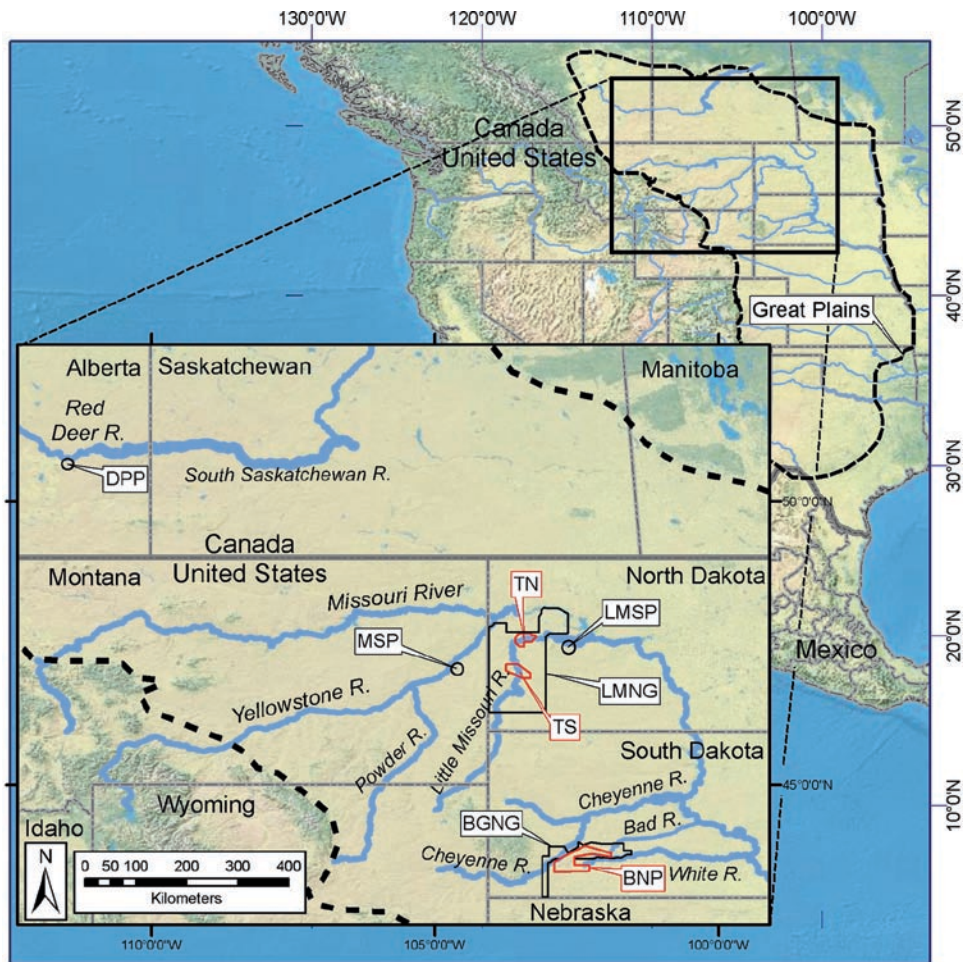 130°0'W
120°0'W
110°0'W
100°0'W
Canada
United States
50°0'N
40°0'N
Great Plains
30°0'N
20°0'N
10°0'N
Mexico
Alberta
Saskatchewan
Manitoba
Red
Deer R.
DPP
South Saskatchewan R.
50°0'0"N
Canada
United States
Montana
TN
North Dakota
Missouri River
LMSP
MSP
LMNG
Yellowstone R.
Little Missouri R.
TS
Powder R.
South Dakota
45°0'0"N
Wyoming
Cheyenne R.
Idaho
BGNG
Bad R.
N
0 50 100 200 300 400
Kilometers
Cheyenne R.
BNP
White R.
Nebraska
110°0'0"W
105°0'0"W
100°0'0"W